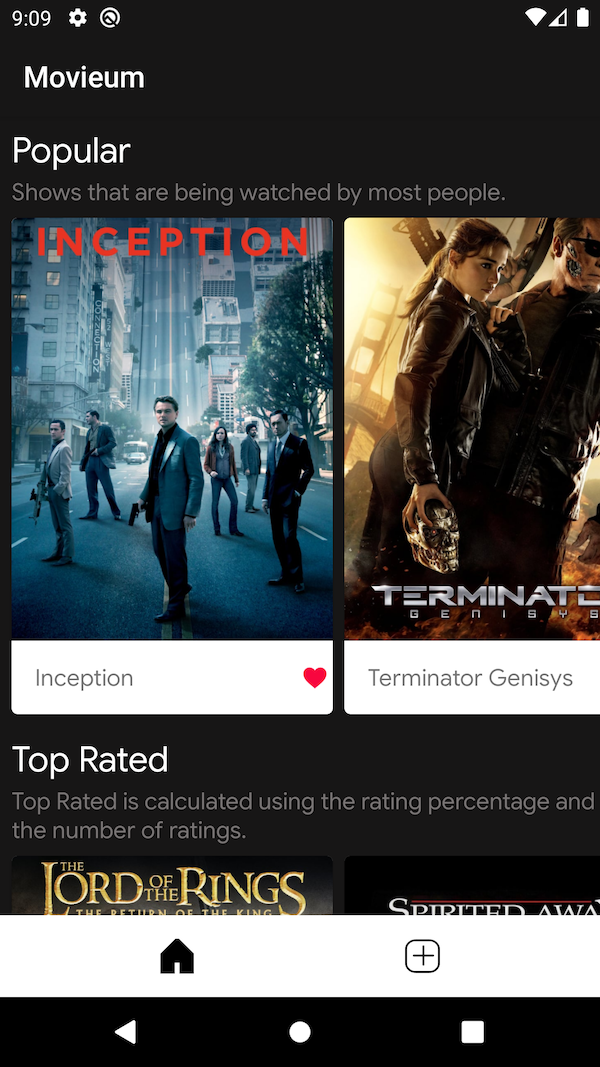 9:09
Movieum
Popular
Shows that are being watched by most people.
INCEPTION
CONNECTION
TERMINATO
GENISYS
Inception
Terminator Genisys
Top Rated
Top Rated is calculated using the rating percentage and
the number of ratings.
THE
LORD OF THE RINGS
THE RETURN OF THE KING
SPIRITED AWA